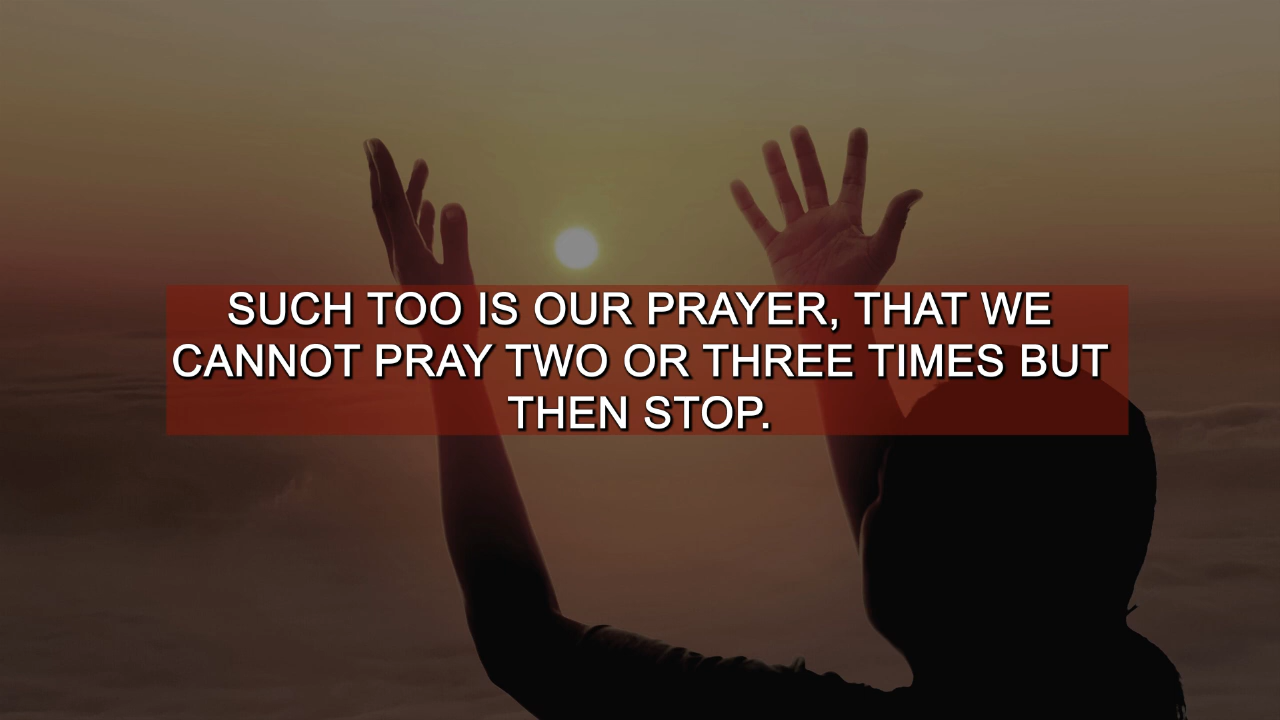 SUCH TOO IS OUR PRAYER, THAT WE
CANNOT PRAY TWO OR THREE TIMES BUT
THEN STOP.